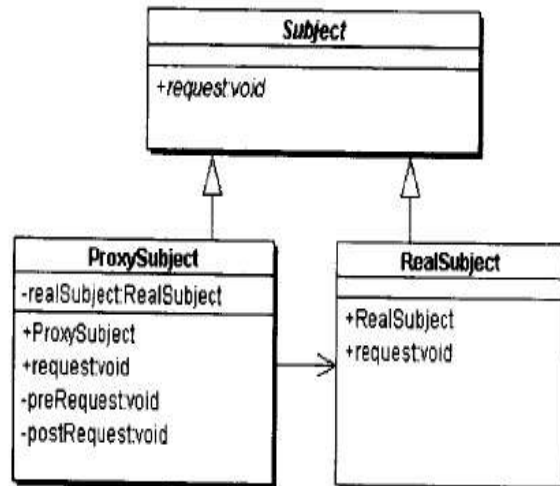 Subject
+request:void
ProxySubject
-realSubject:RealSubject
+ProxySubject
+request:void
-preRequest:void
-postRequest:void
RealSubject
+RealSubject
+request:void